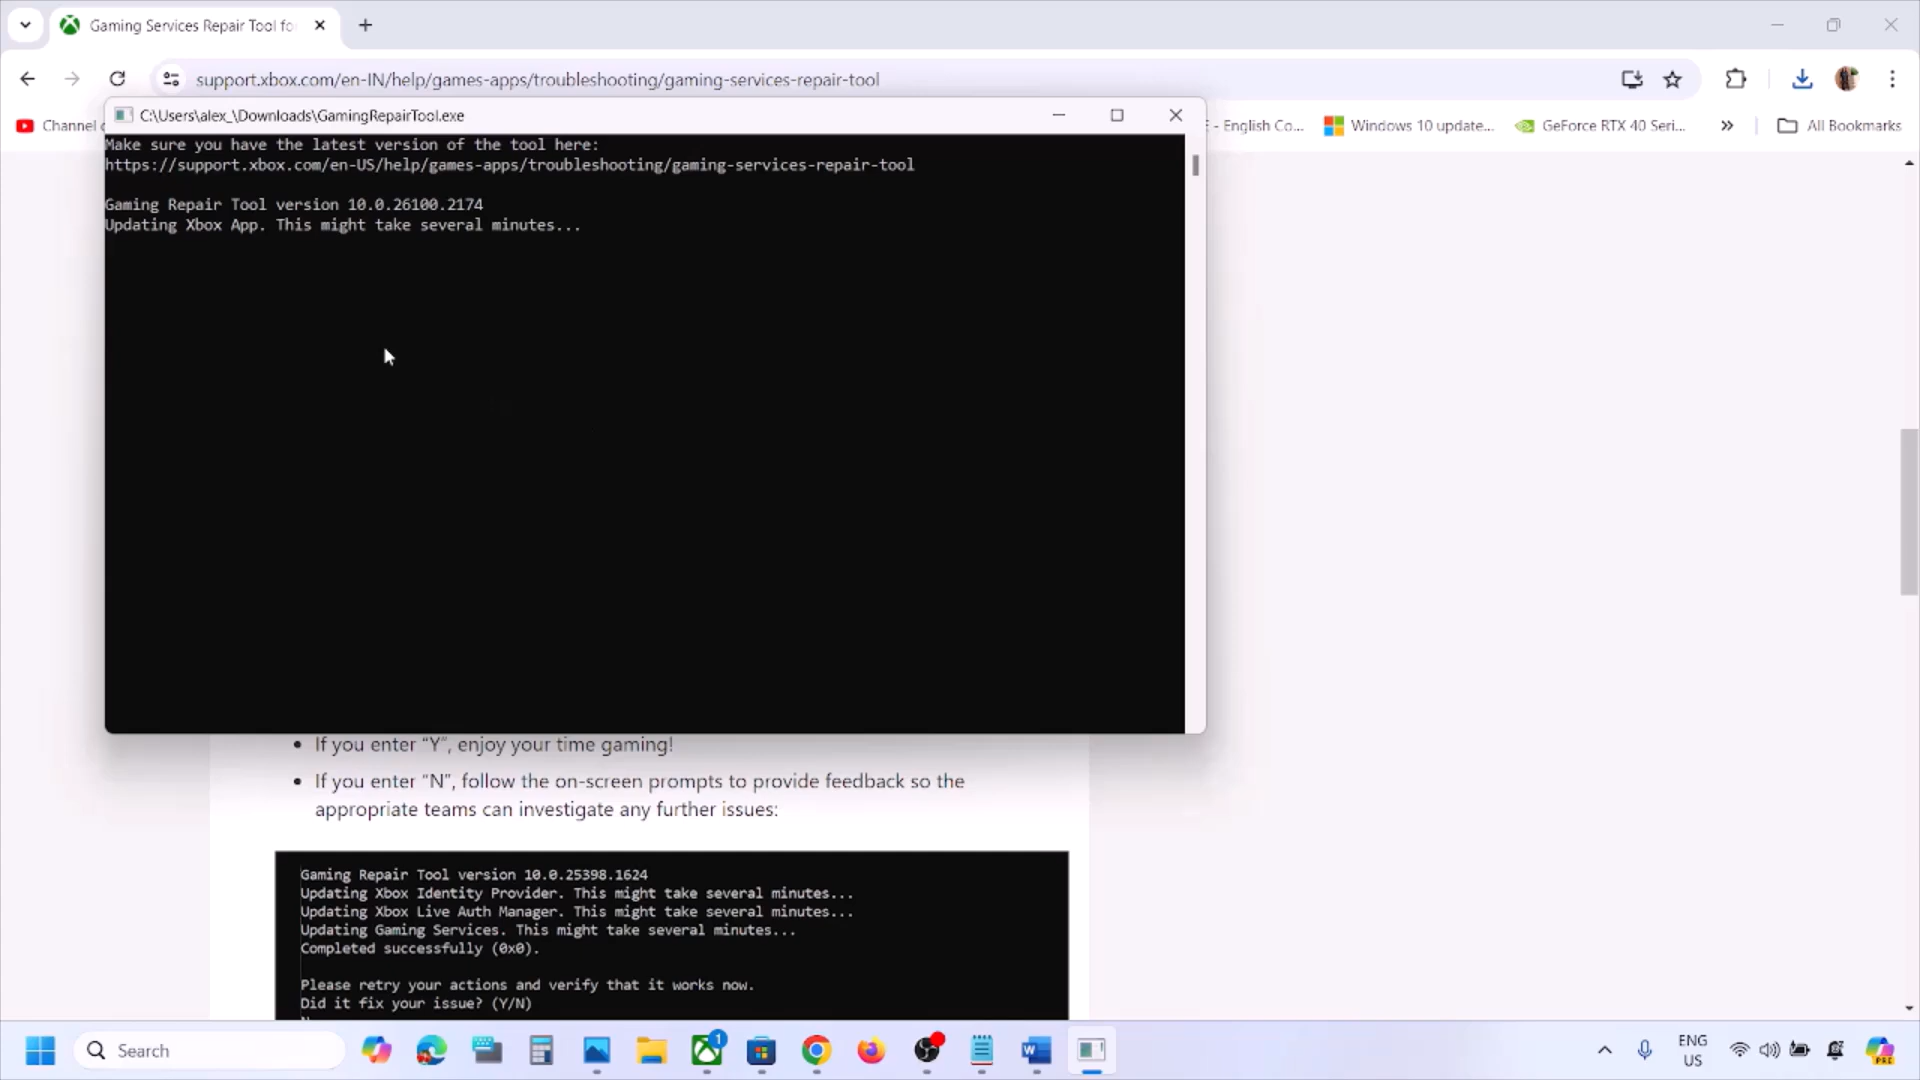 Gaming Services Repair Tool fo
support.xbox.com/en-IN/help/games-apps/troubleshooting/gaming-services-repair-tool
Channel
- English Co...
Windows 10 update...
GeForce RTX 40 Seri...
All Bookmarks
C:\Users\alex_\Downloads\GamingRepairTool.exe
Make sure you have the latest version of the tool here:
https://support.xbox.com/en-US/help/games-apps/troubleshooting/gaming-services-repair-tool
Gaming Repair Tool version 10.0.26100.2174
Updating Xbox App. This might take several minutes...
• If you enter “Y”, enjoy your time gaming!
• If you enter “N”, follow the on-screen prompts to provide feedback so the
appropriate teams can investigate any further issues:
Gaming Repair Tool version 10.0.25398.1624
Updating Xbox Identity Provider. This might take several minutes...
Updating Xbox Live Auth Manager. This might take several minutes...
Updating Gaming Services. This might take several minutes...
Completed successfully (0x0).
Please retry your actions and verify that it works now.
Did it fix your issue? (Y/N)
Search
1
ENG
US
PRE